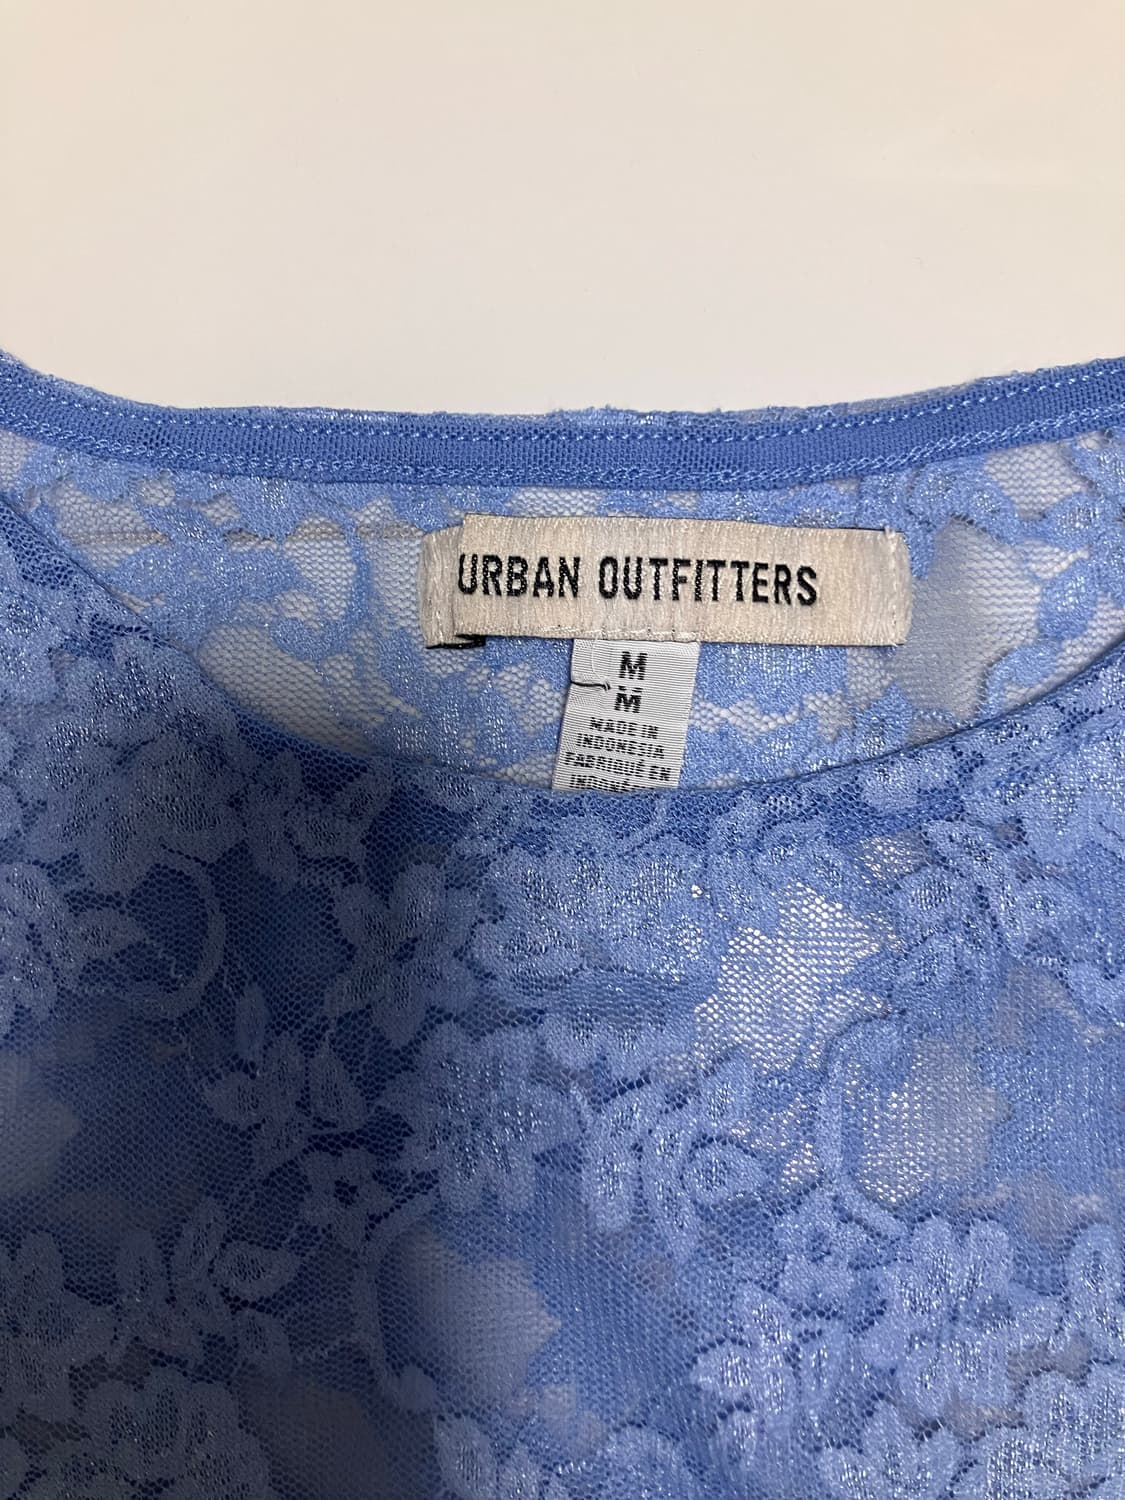 URBAN OUTFITTERS
M
M
MADE IN
INDONESIA
FABRIQUÉ EN